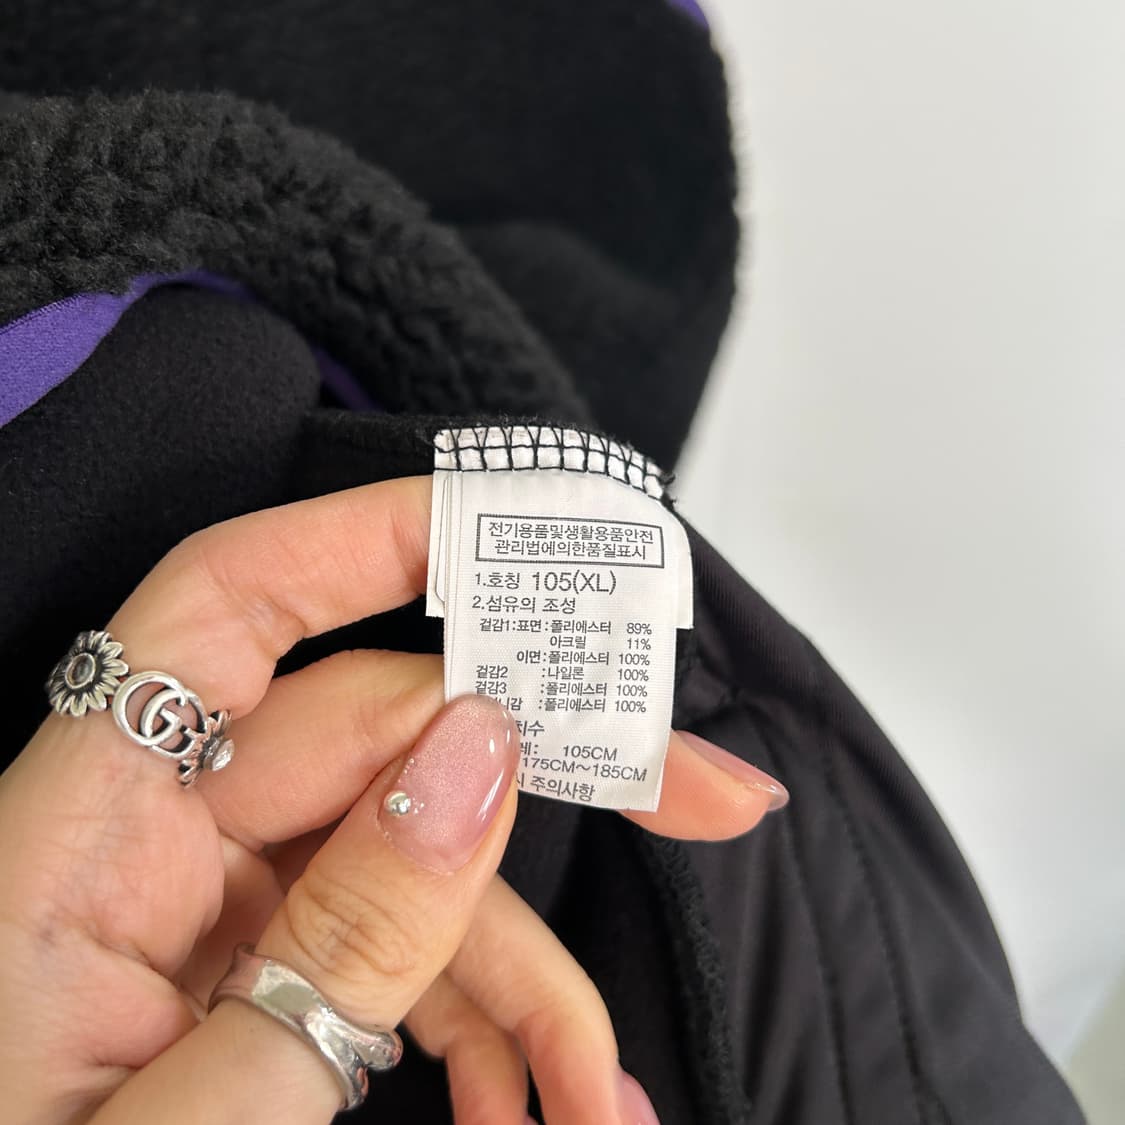 전기용품및생활용품안전
관리법에의한품질표시
1.호칭 105(XL)
2.섬유의 조성
겉감1:표면:폴리에스터 89%
아크릴 11%
이면:폴리에스터 100%
겉감2 :나일론 100%
겉감3 :폴리에스터 100%
:폴리에스터 100%
치수
105CM
175CM~185CM
주의사항